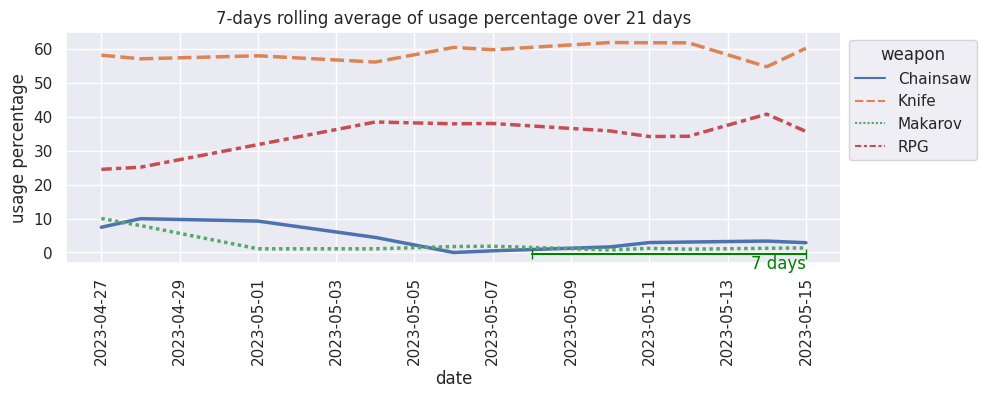 7-days rolling average of usage percentage over 21 days
usage percentage
60
50
40
30
20
10
0
weapon
Chainsaw
Knife
Makarov
RPG
7 days
2023-04-27
2023-04-29
2023-05-01
2023-05-03
2023-05-05
2023-05-07
2023-05-09
2023-05-11
2023-05-13
2023-05-15
date